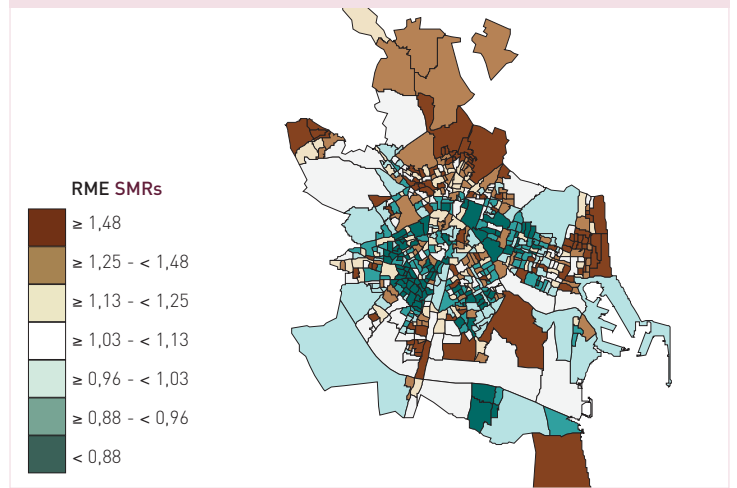 RME SMRs
≥ 1,48
≥ 1,25 - < 1,48
≥ 1,13 - < 1,25
≥ 1,03 - < 1,13
≥ 0,96 - < 1,03
≥ 0,88 - < 0,96
< 0,88